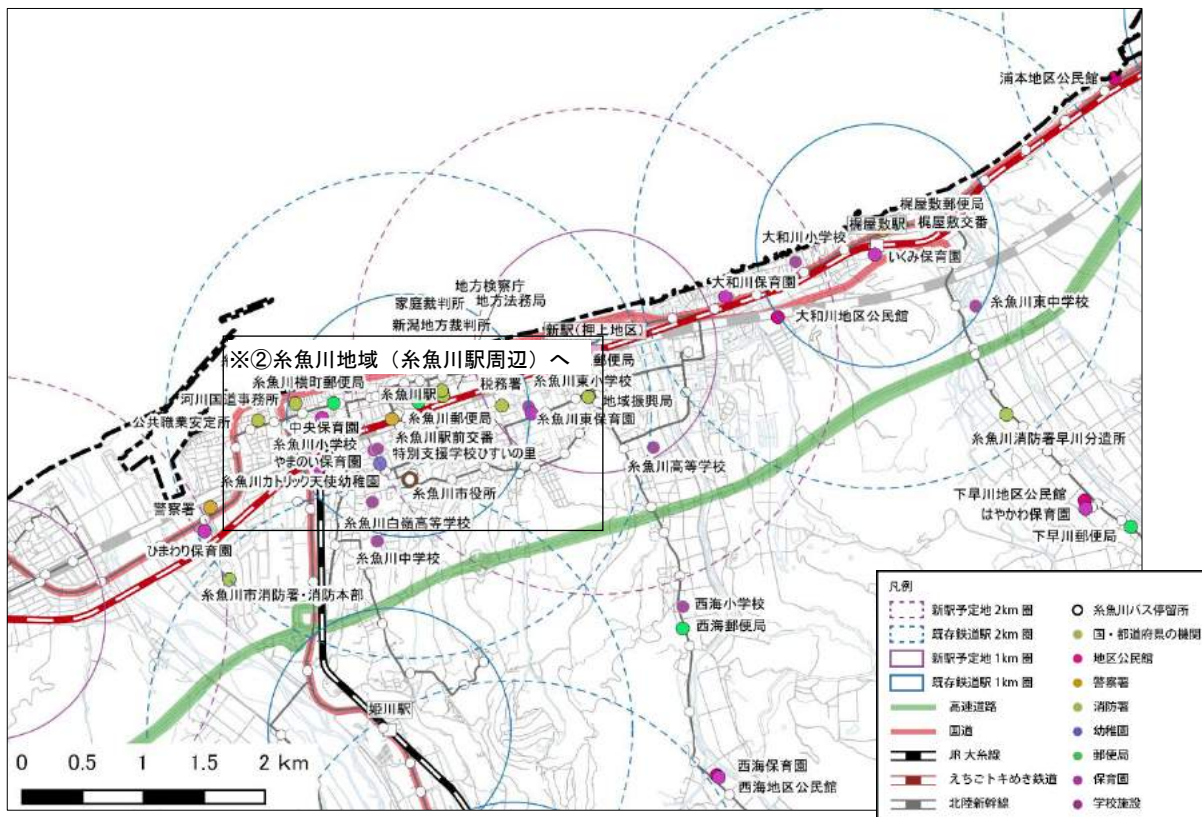 浦本地区公民館
梶屋敷郵便局
梶屋敷駅
梶屋敷交番
大和川小学校
いくみ保育園
大和川保育園
地方検察庁
家庭裁判所
地方法務局
新潟地方裁判所
新駅(押上地区)
大和川地区公民館
糸魚川東中学校
※②糸魚川地域（糸魚川駅周辺）へ
郵便局
糸魚川横町郵便局
糸魚川駅
税務署
糸魚川東小学校
河川国道事務所
地域振興局
公共職業安定所
中央保育園
糸魚川郵便局
糸魚川東保育園
糸魚川小学校
糸魚川駅前交番
やまのい保育園
特別支援学校ひすいの里
糸魚川高等学校
糸魚川消防署早川分遣所
糸魚川カトリック天使幼稚園
糸魚川市役所
警察署
糸魚川白嶺高等学校
下早川地区公民館
はやかわ保育園
ひまわり保育園
糸魚川中学校
下早川郵便局
糸魚川市消防署・消防本部
西海小学校
西海郵便局
姫川駅
西海保育園
西海地区公民館
0 0.5 1 1.5 2 km
凡例
新駅予定地 2km 圏
既存鉄道駅 2km 圏
新駅予定地 1km 圏
既存鉄道駅 1km 圏
高速道路
国道
JR 大糸線
えちごトキめき鉄道
北陸新幹線
糸魚川バス停留所
国・都道府県の機関
地区公民館
警察署
消防署
幼稚園
郵便局
保育園
学校施設